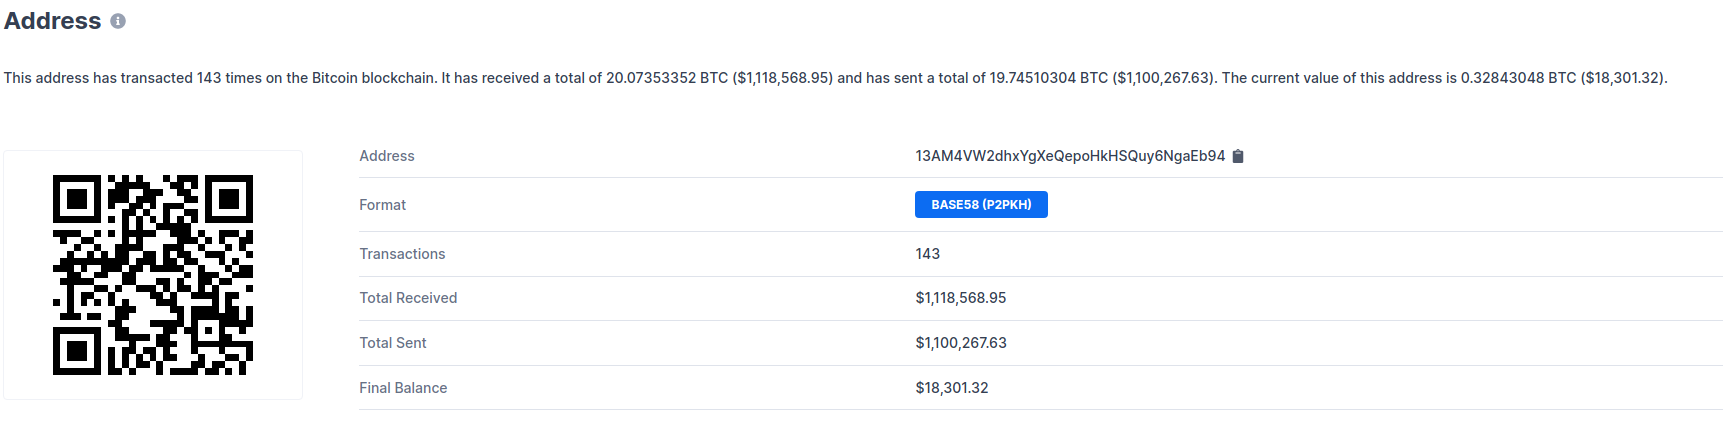 Address
This address has transacted 143 times on the Bitcoin blockchain. It has received a total of 20.07353352 BTC ($1,118,568.95) and has sent a total of 19.74510304 BTC ($1,100,267.63). The current value of this address is 0.32843048 BTC ($18,301.32).
Address 13AM4VW2dhxYgXeQepoHkHSQuy6NgaEb94
Format BASE58 (P2PKH)
Transactions 143
Total Received $1,118,568.95
Total Sent $1,100,267.63
Final Balance $18,301.32